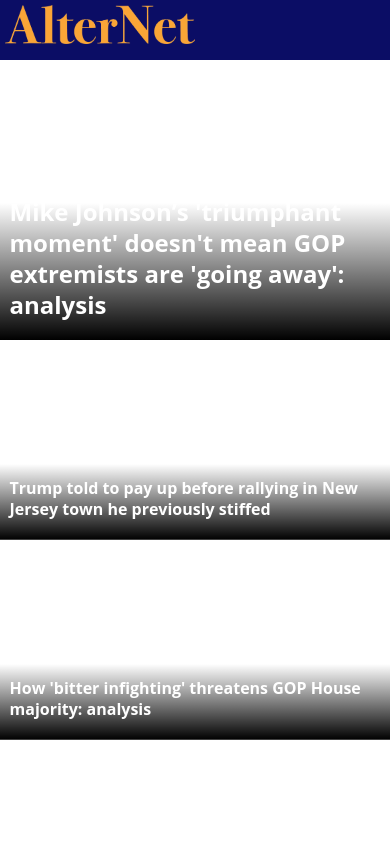 AlterNet
Mike Johnson's 'triumphant
moment' doesn't mean GOP
extremists are 'going away':
analysis
Trump told to pay up before rallying in New
Jersey town he previously stiffed
How 'bitter infighting' threatens GOP House
majority: analysis